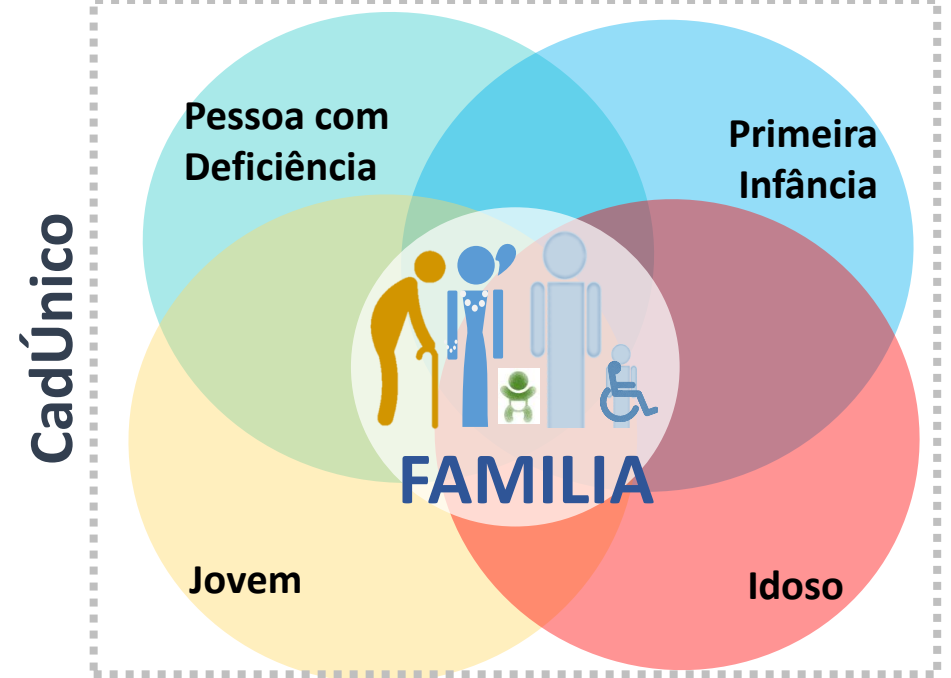 CadÚnico
Pessoa com
Deficiência
Primeira
Infância
FAMILIA
Jovem
Idoso